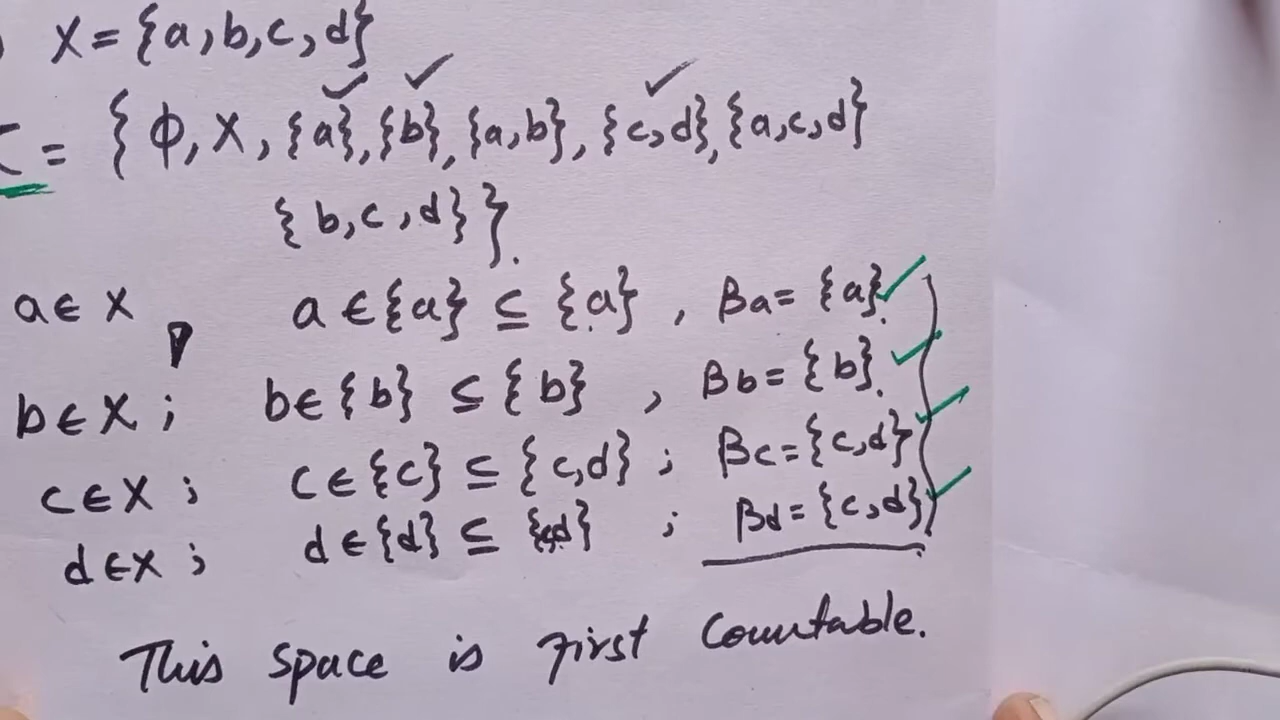 X = {a,b,c,d}
τ = {ϕ, X, {a}, {b}, {a,b}, {c,d}, {a,c,d}
{b,c,d}}.
a ∈ X , a ∈ {a} ⊆ {a} , βa = {a}.
b ∈ X ; b ∈ {b} ⊆ {b} , βb = {b}.
c ∈ X ; c ∈ {c} ⊆ {c,d} ; βc = {c,d}
d ∈ X ; d ∈ {d} ⊆ {c,d} ; βd = {c,d}
This space is first countable.